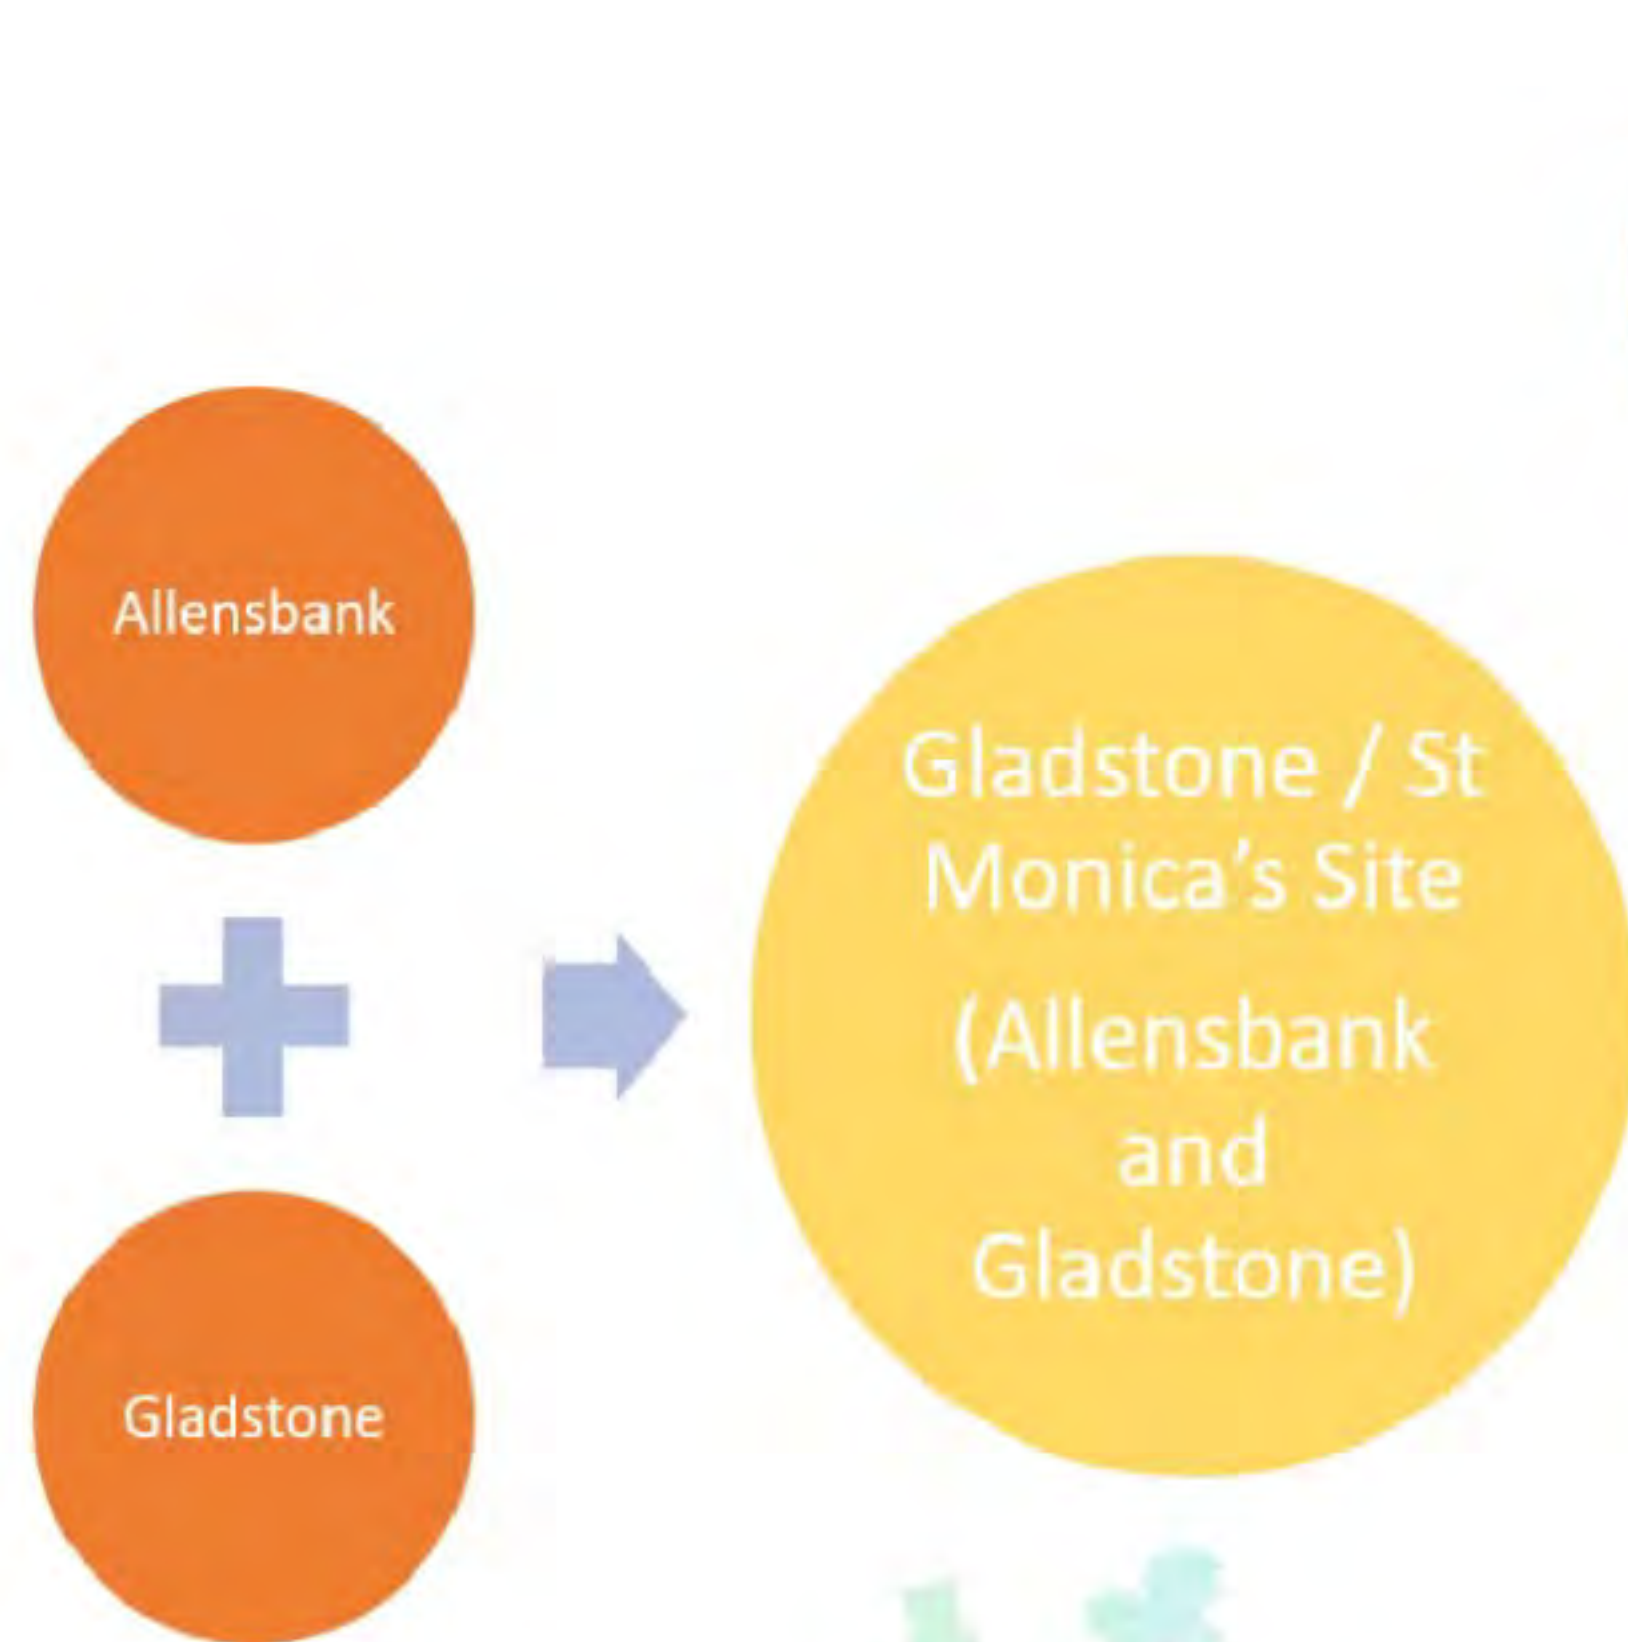 Allensbank
Gladstone
Gladstone / St
Monica’s Site
(Allensbank
and
Gladstone)